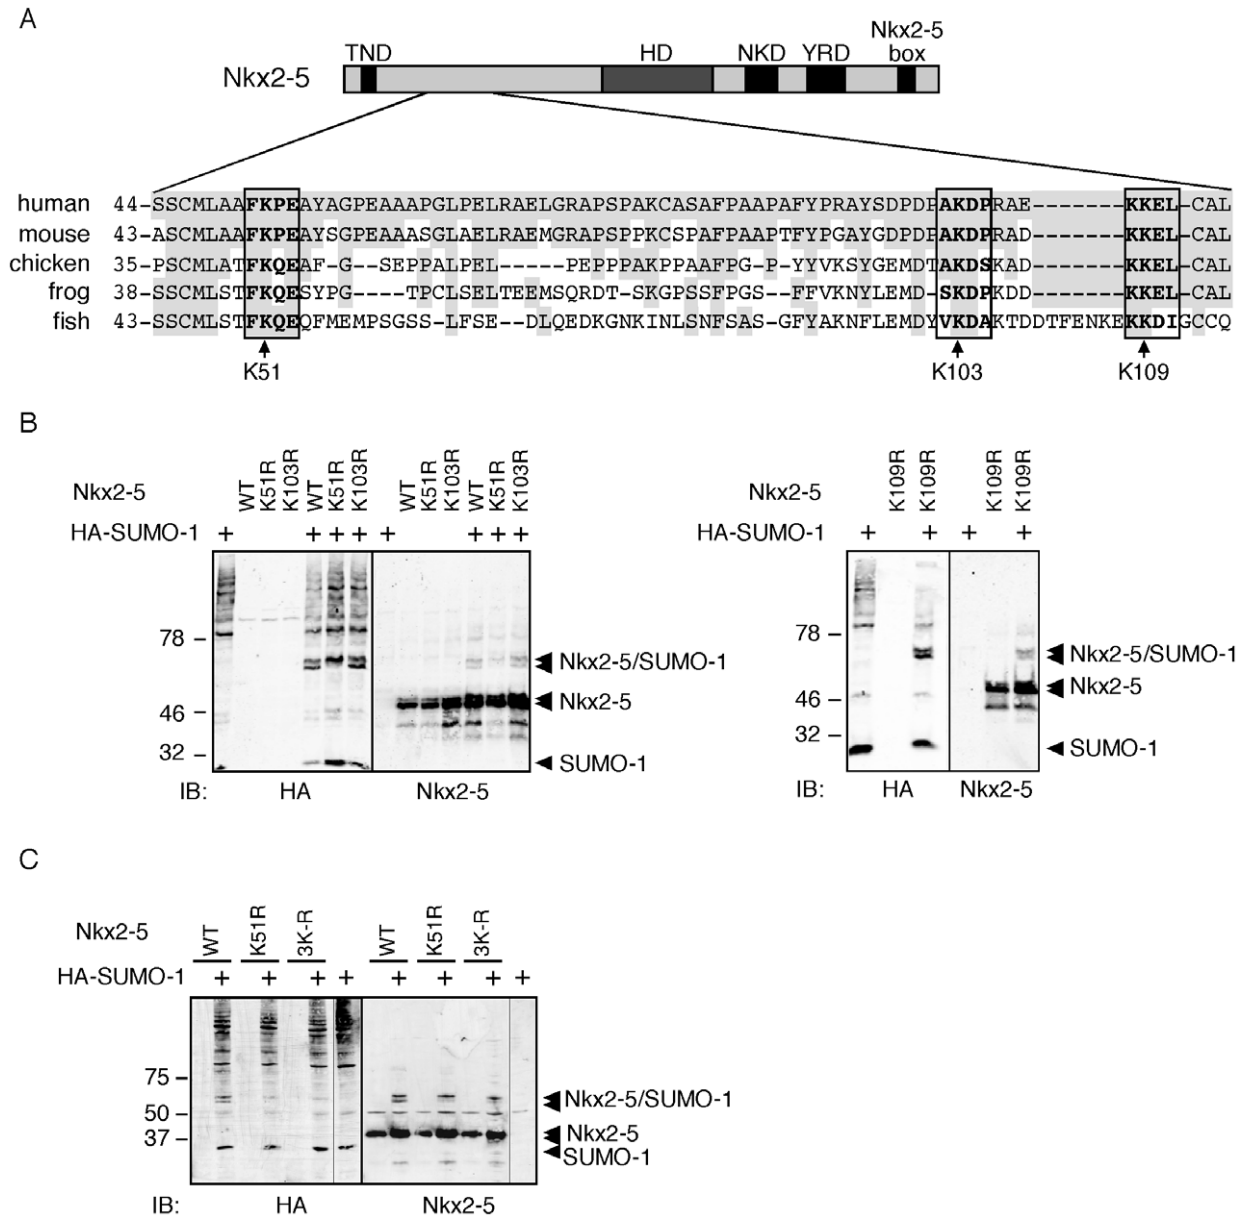 A
Nkx2-5
TND
HD
NKD
YRD
Nkx2-5
box
human 44–SSCMLAAFKPEAYAGPEAAAPGLPELRAELGRAPSPAKCASAFPAAPAFYPRAYSDPDPAKDPRAE-------KKEL-CAL
mouse 43–ASCMLAAFKPEAYSGPEAAASGLAELRAEMGRAPSPPKCSPAFPAAPTFYPGAYGDPDPAKDPRAD-------KKEL-CAL
chicken 35–PSCMLATFKQEAF-G--SEPPALPEL-----PEPPPAKPPAAFPG-P-YYVKSYGEMDTAKDSKAD-------KKEL-CAL
frog 38–SSCMLSTFKQESYPG----TPCLSELTEEMSQRDT-SKGPSSFPGS--FFVKNYLEMD-SKDPKDD-------KKEL-CAL
fish 43–SSCMLSTFKQEQFMEMPSGSS-LFSE--DLQEDKGNKINLSNFSAS-GFYAKNFLEMDYVKDAKTDDTFENKEKKDIGCCQ
K51
K103
K109
B
Nkx2-5
WT
K51R
K103R
WT
K51R
K103R
WT
K51R
K103R
WT
K51R
K103R
HA-SUMO-1
+ + + + + + + +
78
46
32
Nkx2-5/SUMO-1
Nkx2-5
SUMO-1
IB: HA Nkx2-5
Nkx2-5
K109R
K109R
K109R
K109R
HA-SUMO-1
+ + + +
78
46
32
Nkx2-5/SUMO-1
Nkx2-5
SUMO-1
IB: HA Nkx2-5
C
Nkx2-5
WT
K51R
3K-R
WT
K51R
3K-R
HA-SUMO-1
+ + + + + + + +
75
50
37
Nkx2-5/SUMO-1
Nkx2-5
SUMO-1
IB: HA Nkx2-5